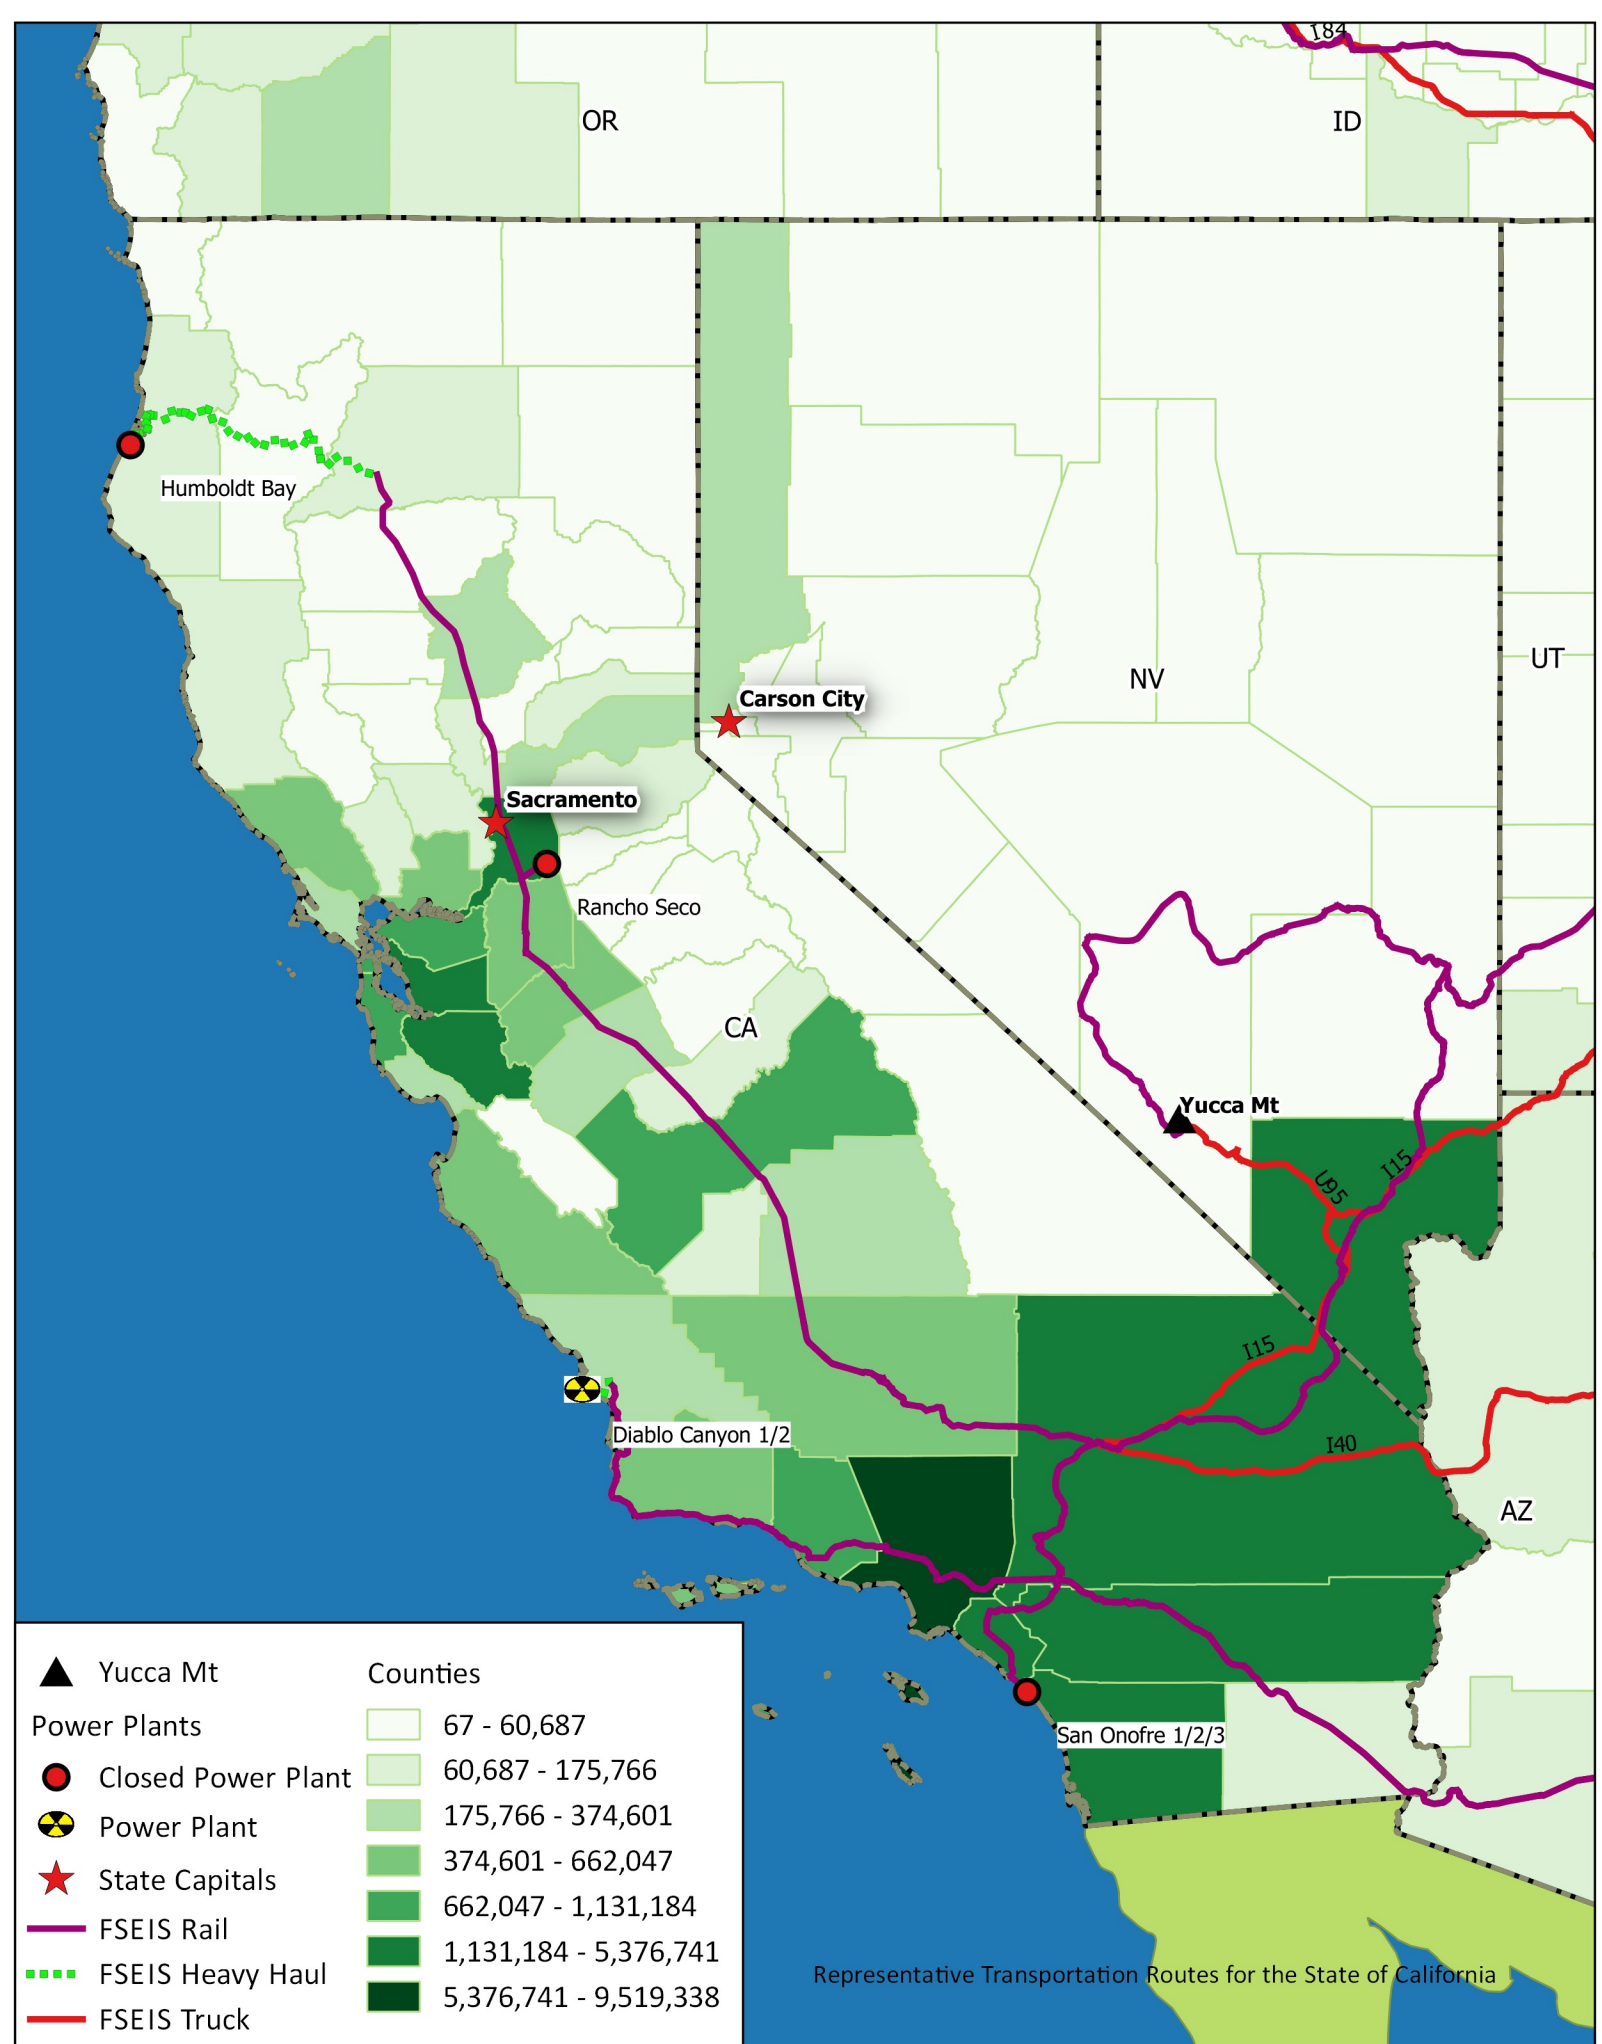 I84
OR
ID
Humboldt Bay
UT
NV
Carson City
Sacramento
Rancho Seco
CA
Yucca Mt
I15
U95
I15
I40
Diablo Canyon 1/2
AZ
San Onofre 1/2/3
Yucca Mt
Power Plants
Closed Power Plant
Power Plant
State Capitals
FSEIS Rail
FSEIS Heavy Haul
FSEIS Truck
Counties
67 - 60,687
60,687 - 175,766
175,766 - 374,601
374,601 - 662,047
662,047 - 1,131,184
1,131,184 - 5,376,741
5,376,741 - 9,519,338
Representative Transportation Routes for the State of California